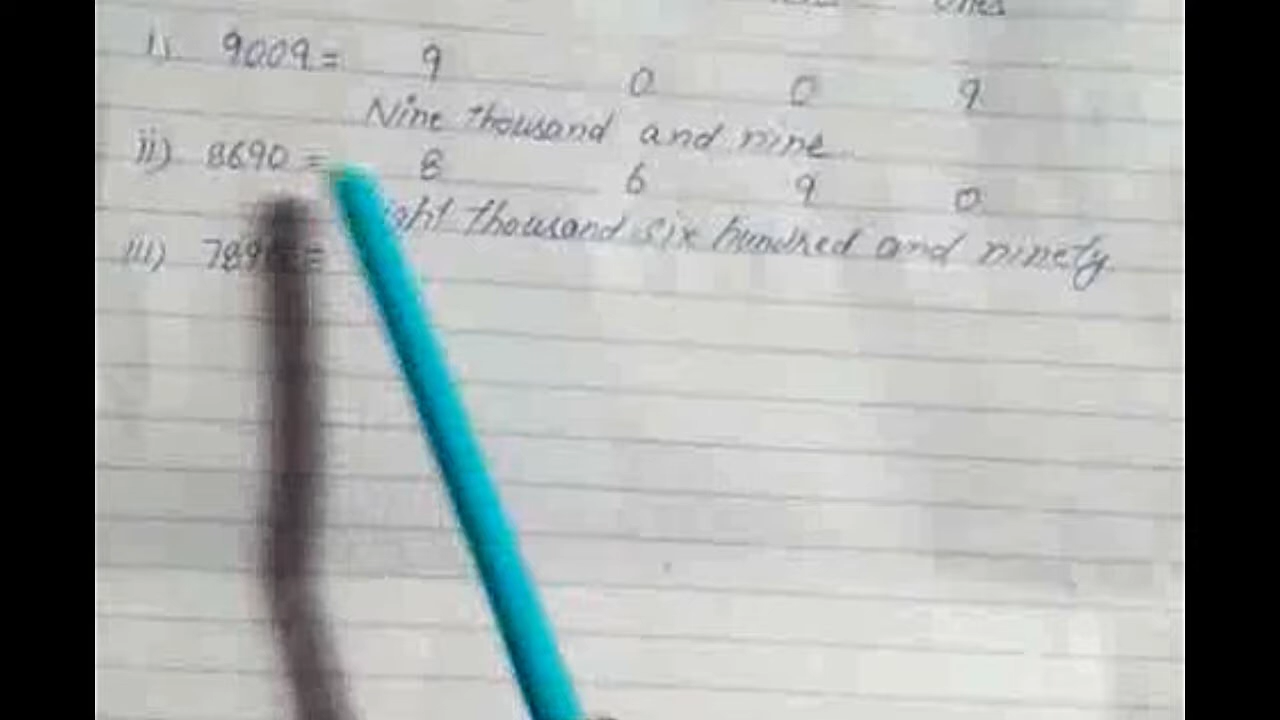 ones
i) 9009 = 9 0 0 9
Nine thousand and nine
ii) 8690 = 8 6 9 0
thousand six hundred and ninety.
iii) =